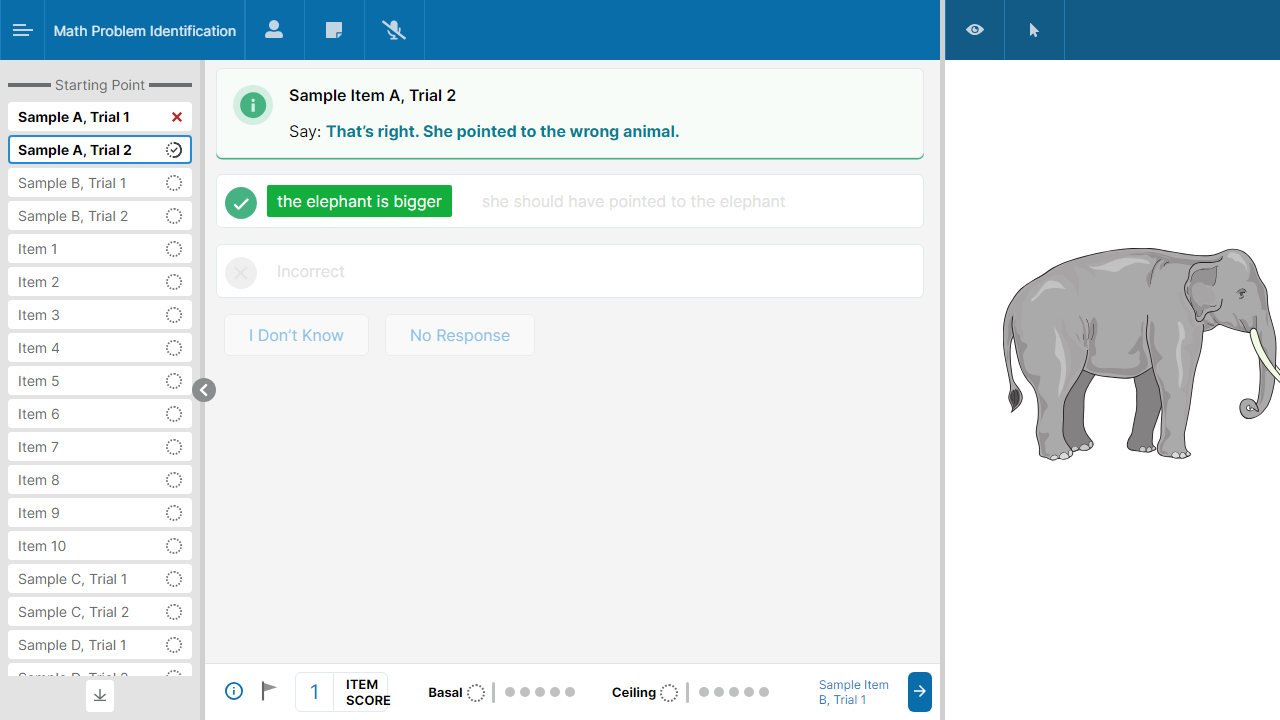 Math Problem Identification
Starting Point
Sample A, Trial 1
Sample A, Trial 2
Sample B, Trial 1
Sample B, Trial 2
Item 1
Item 2
Item 3
Item 4
Item 5
Item 6
Item 7
Item 8
Item 9
Item 10
Sample C, Trial 1
Sample C, Trial 2
Sample D, Trial 1
Sample Item A, Trial 2
Say: That’s right. She pointed to the wrong animal.
the elephant is bigger
she should have pointed to the elephant
Incorrect
I Don’t Know
No Response
1
ITEM
SCORE
Basal
Ceiling
Sample Item
B, Trial 1